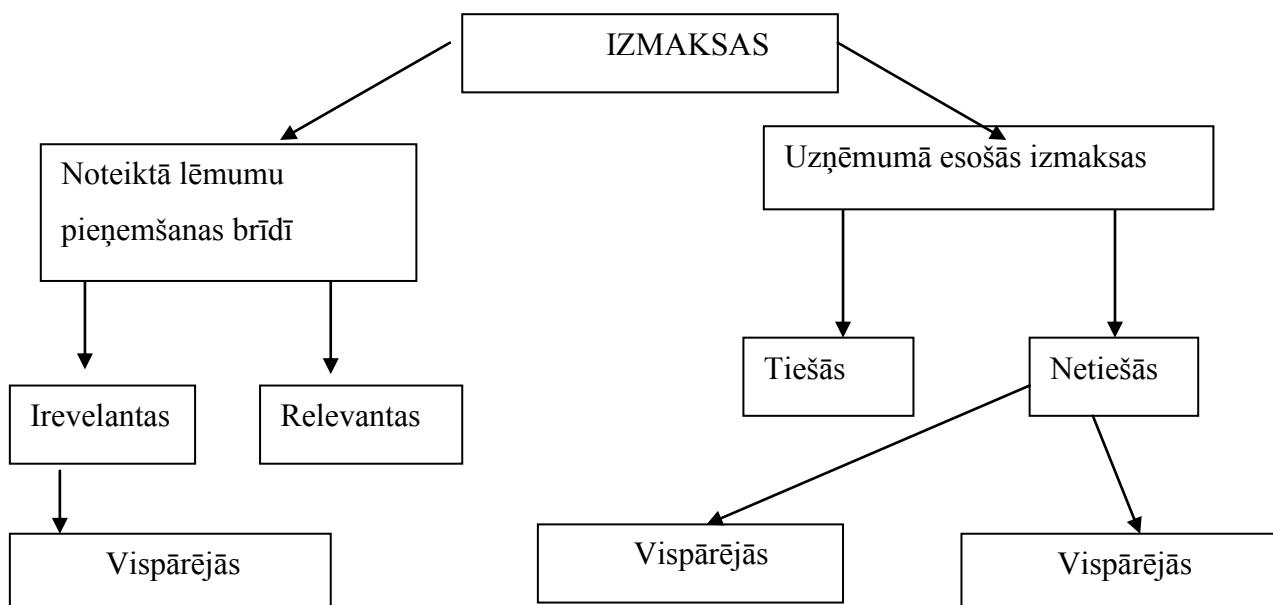 IZMAKSAS
Noteiktā lēmumu
pieņemšanas brīdī
Uzņēmumā esošās izmaksas
Tiešās
Netiešās
Irevelantas
Relevantas
Vispārējās
Vispārējās
Vispārējās